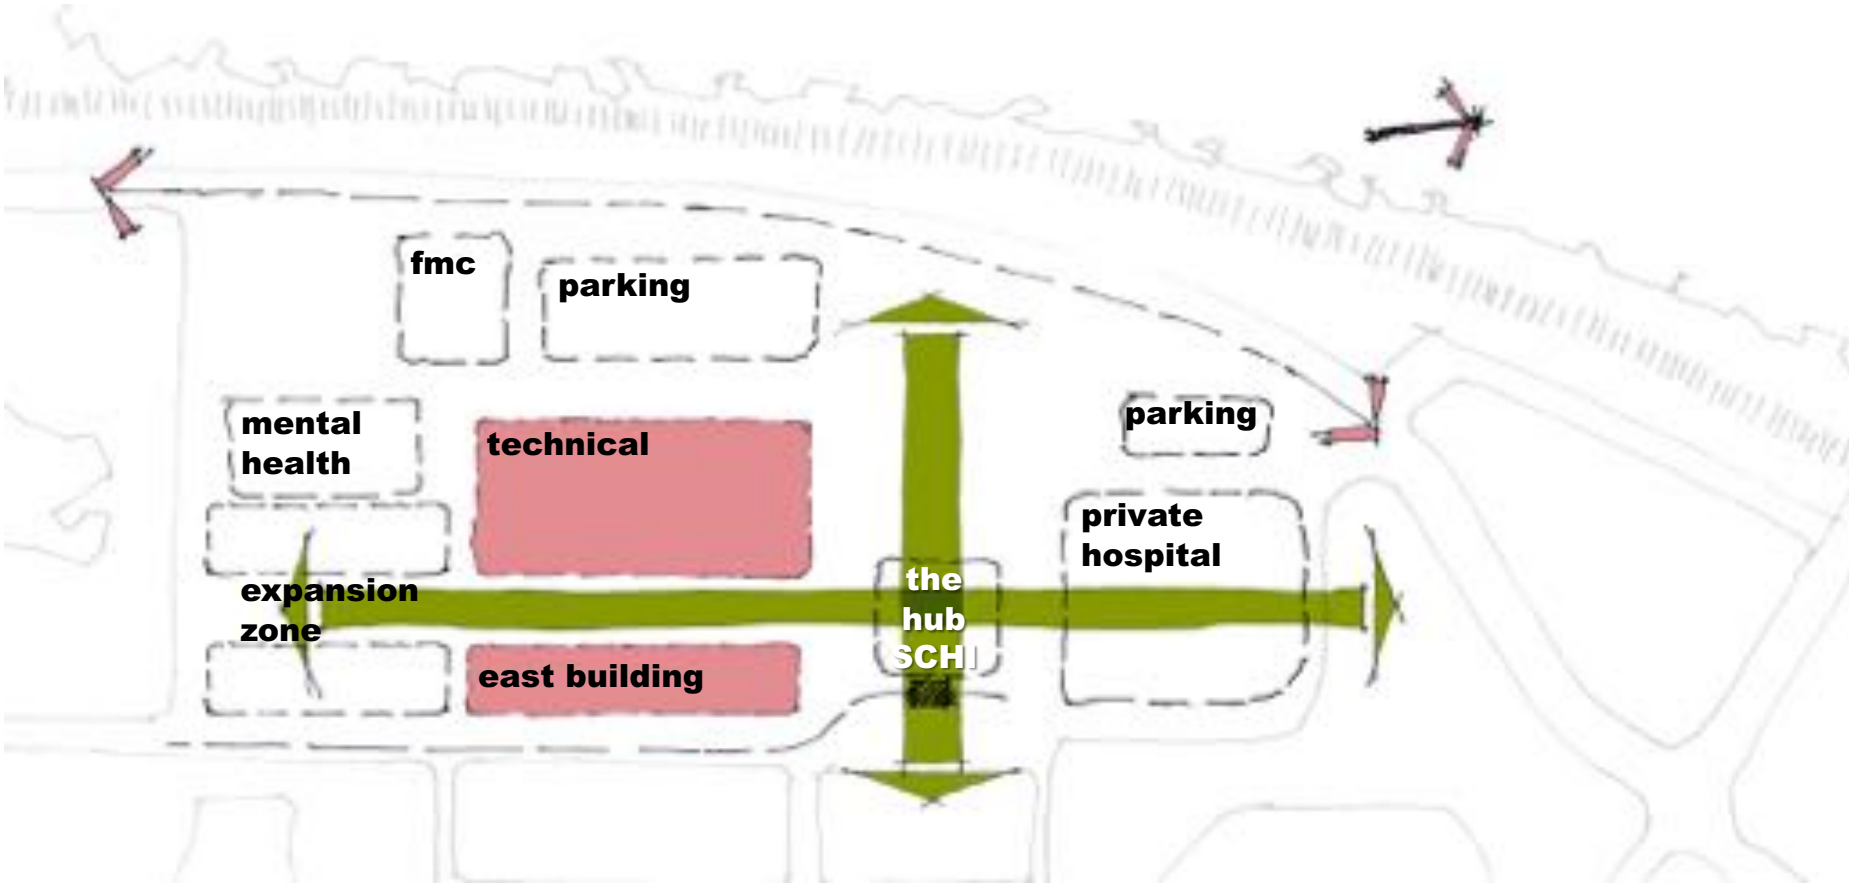 fmc
parking
mental
health
technical
parking
private
hospital
expansion
zone
the
hub
SCHI
east building